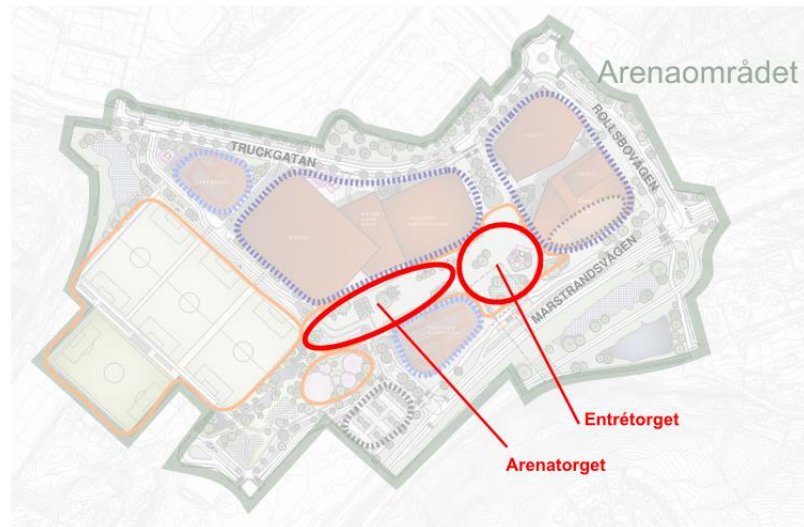 Arenaområdet
TRUCKGATAN
ROLLSBOVÄGEN
MARSTRANDSVÄGEN
Entrétorget
Arenatorget